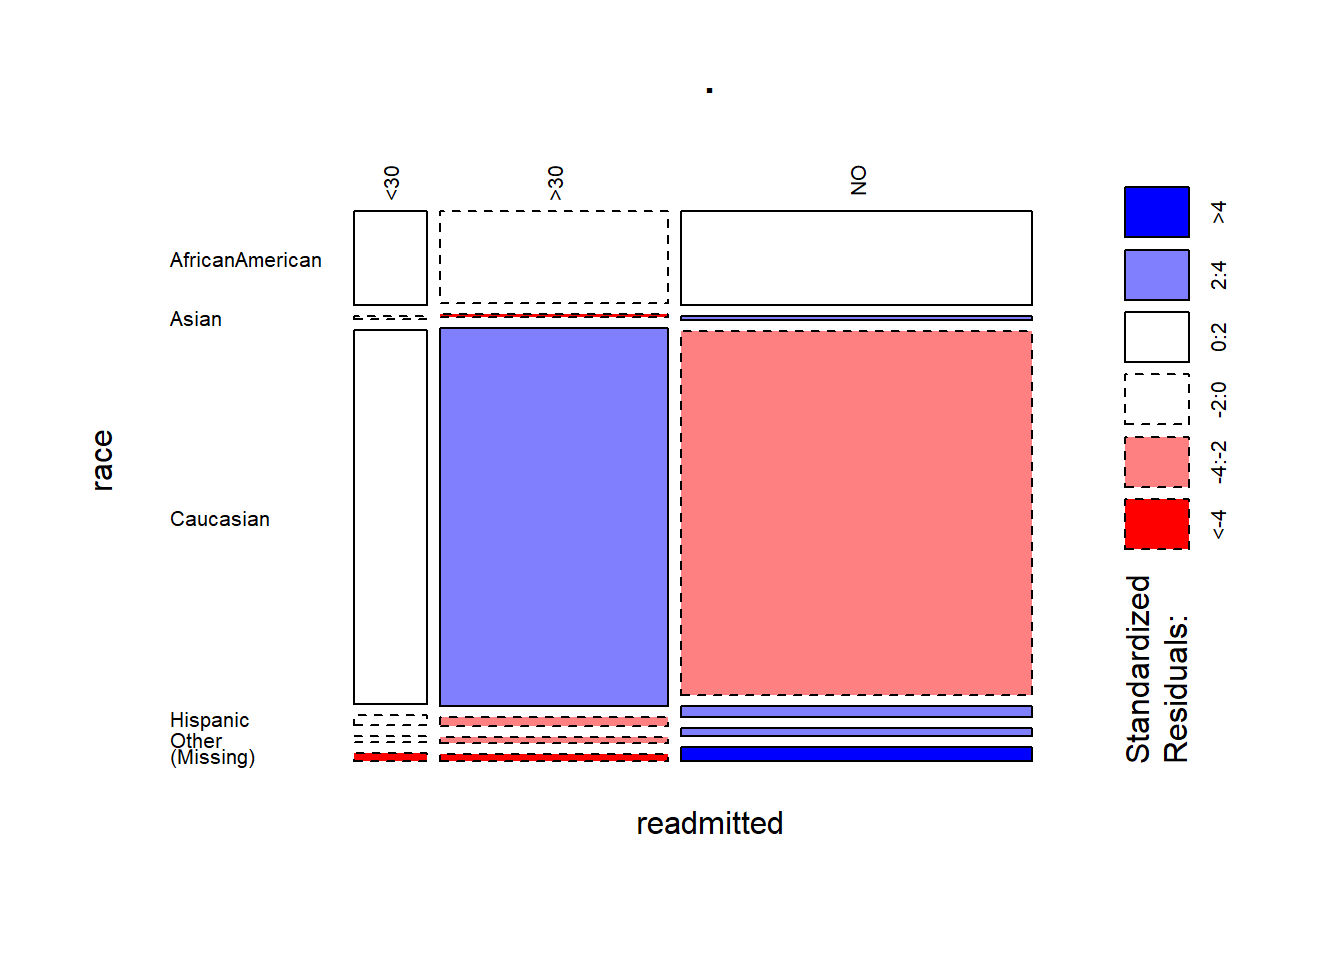 .
<30
>30
NO
AfricanAmerican
Asian
Caucasian
Hispanic
Other
(Missing)
race
readmitted
>4
2:4
0:2
-2:0
-4:-2
<-4
Standardized
Residuals: